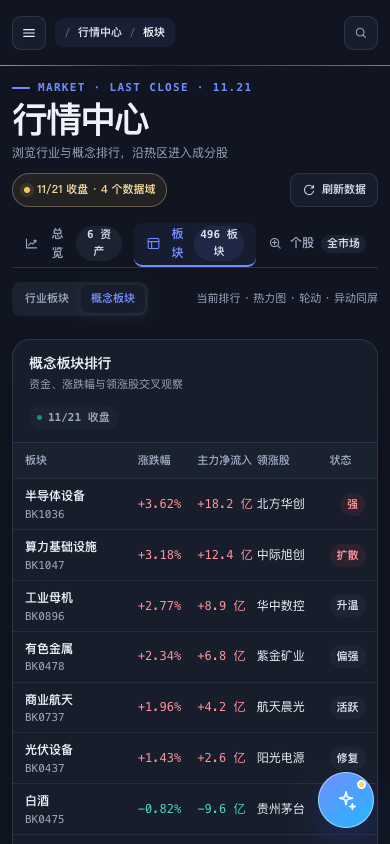 / 行情中心 / 板块
MARKET · LAST CLOSE · 11.21
行情中心
浏览行业与概念排行，沿热区进入成分股
11/21 收盘 · 4 个数据域
刷新数据
总览 6 资产
板块 496 板块
个股 全市场
行业板块 概念板块
当前排行 · 热力图 · 轮动 · 异动同屏
概念板块排行
资金、涨跌幅与领涨股交叉观察
11/21 收盘
板块 涨跌幅 主力净流入 领涨股 状态
半导体设备
BK1036
+3.62% +18.2 亿 北方华创 强
算力基础设施
BK1047
+3.18% +12.4 亿 中际旭创 扩散
工业母机
BK0896
+2.77% +8.9 亿 华中数控 升温
有色金属
BK0478
+2.34% +6.8 亿 紫金矿业 偏强
商业航天
BK0737
+1.96% +4.2 亿 航天晨光 活跃
光伏设备
BK0437
+1.43% +2.6 亿 阳光电源 修复
白酒
BK0475
-0.82% -9.6 亿 贵州茅台